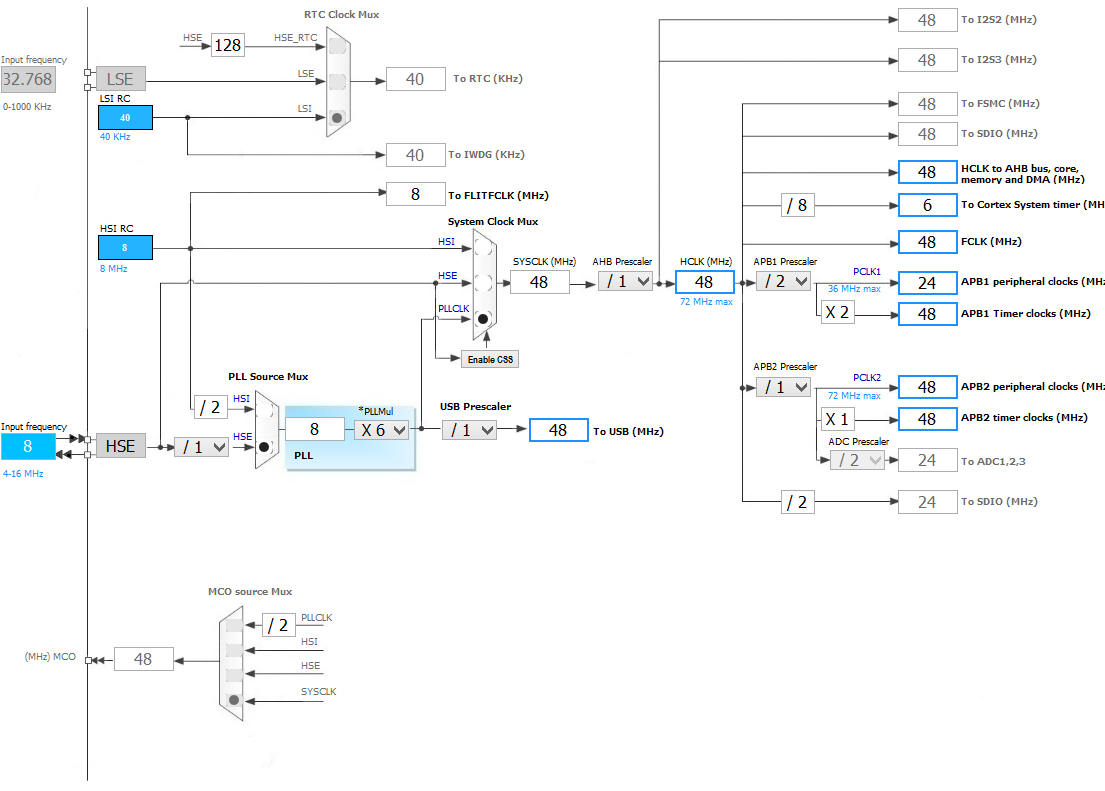 RTC Clock Mux
HSE
128
HSE_RTC
48
To I2S2 (MHz)
Input frequency
32.768
0-1000 KHz
LSE
LSE
40
To RTC (KHz)
48
To I2S3 (MHz)
LSI RC
40
40 KHz
LSI
40
To IWDG (KHz)
48
To FSMC (MHz)
48
To SDIO (MHz)
8
To FLITFCLK (MHz)
48
HCLK to AHB bus, core,
memory and DMA (MHz)
/ 8
6
To Cortex System timer (MH
System Clock Mux
HSI RC
8
8 MHz
HSI
48
FCLK (MHz)
HSE
SYSCLK (MHz)
48
AHB Prescaler
/ 1
HCLK (MHz)
48
72 MHz max
APB1 Prescaler
/ 2
PCLK1
36 MHz max
24
APB1 peripheral clocks (MHz
PLLCLK
X 2
48
APB1 Timer clocks (MHz)
Enable CSS
PLL Source Mux
APB2 Prescaler
/ 1
PCLK2
72 MHz max
48
APB2 peripheral clocks (MHz
/ 2
HSI
*PLLMul
8
X 6
PLL
USB Prescaler
/ 1
48
To USB (MHz)
X 1
48
APB2 timer clocks (MHz)
Input frequency
8
4-16 MHz
HSE
/ 1
HSE
ADC Prescaler
/ 2
24
To ADC1,2,3
/ 2
24
To SDIO (MHz)
MCO source Mux
/ 2
PLLCLK
HSI
HSE
SYSCLK
(MHz) MCO
48